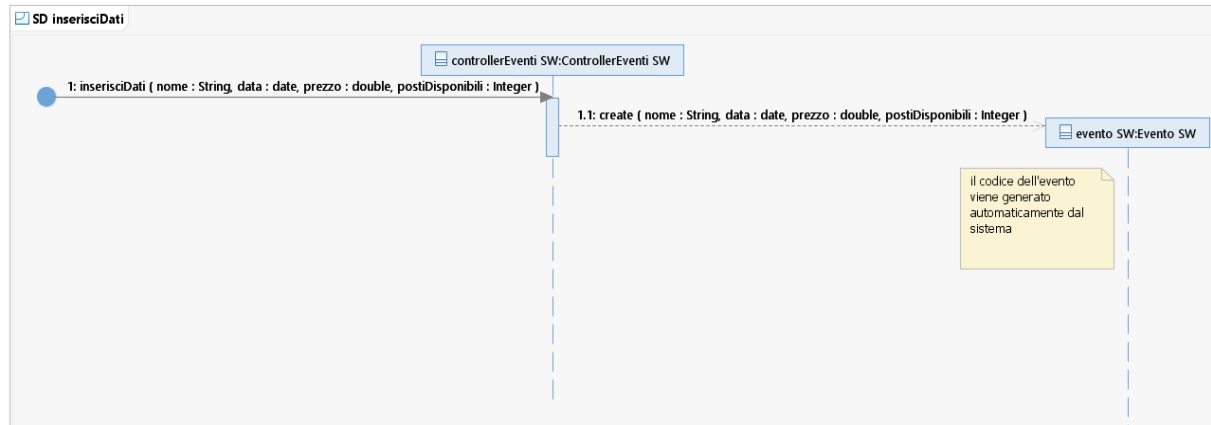 SD inserisciDati
controllerEventi SW:ControllerEventi SW
1: inserisciDati ( nome : String, data : date, prezzo : double, postiDisponibili : Integer )
1.1: create ( nome : String, data : date, prezzo : double, postiDisponibili : Integer )
evento SW:Evento SW
il codice dell'evento
viene generato
automaticamente dal
sistema